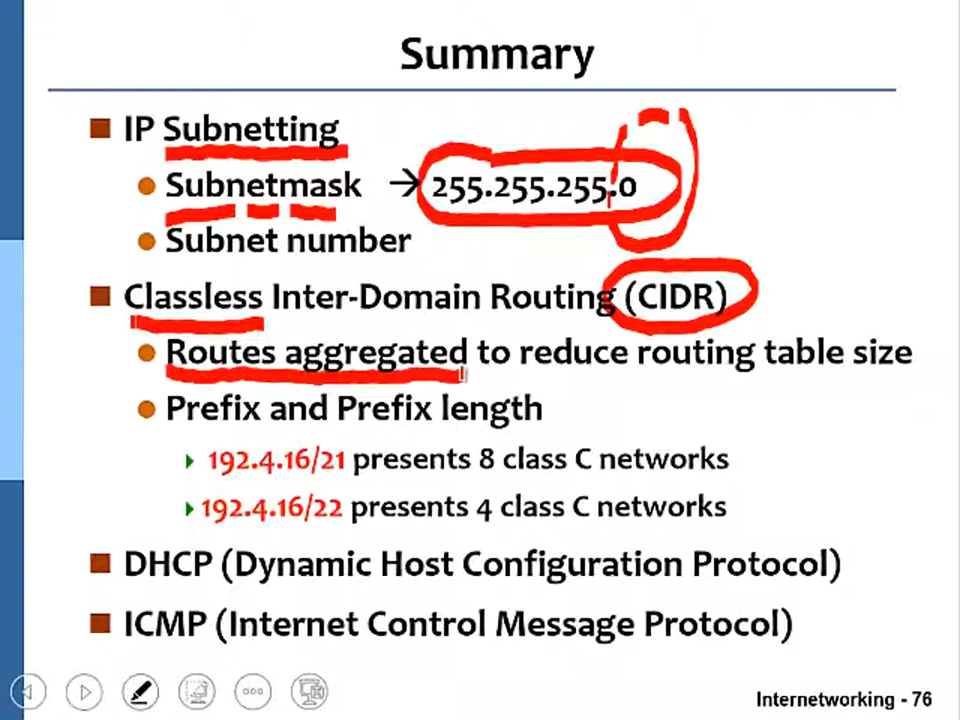 Summary
IP Subnetting
Subnetmask → 255.255.255.0
Subnet number
Classless Inter-Domain Routing (CIDR)
Routes aggregated to reduce routing table size
Prefix and Prefix length
192.4.16/21 presents 8 class C networks
192.4.16/22 presents 4 class C networks
DHCP (Dynamic Host Configuration Protocol)
ICMP (Internet Control Message Protocol)
Internetworking - 76